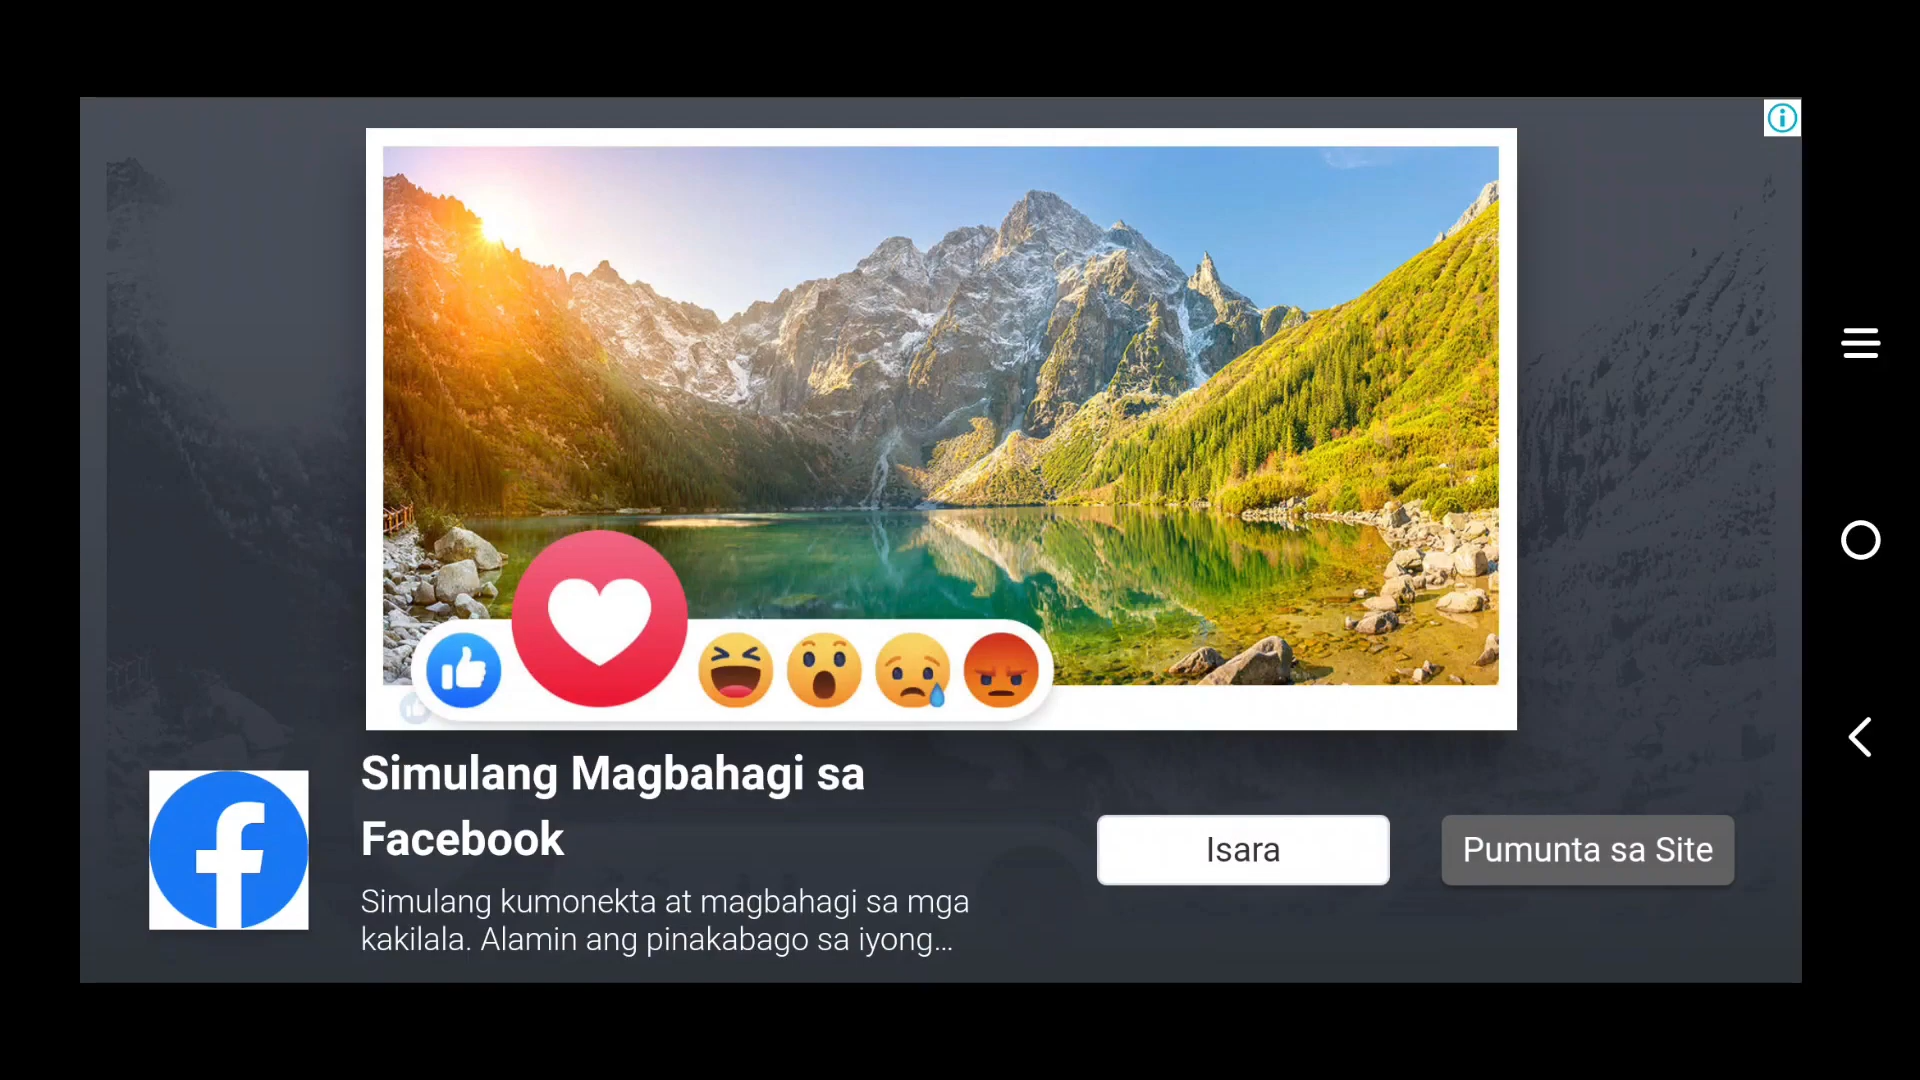 Simulang Magbahagi sa
Facebook
Simulang kumonekta at magbahagi sa mga
kakilala. Alamin ang pinakabago sa iyong...
Isara
Pumunta sa Site